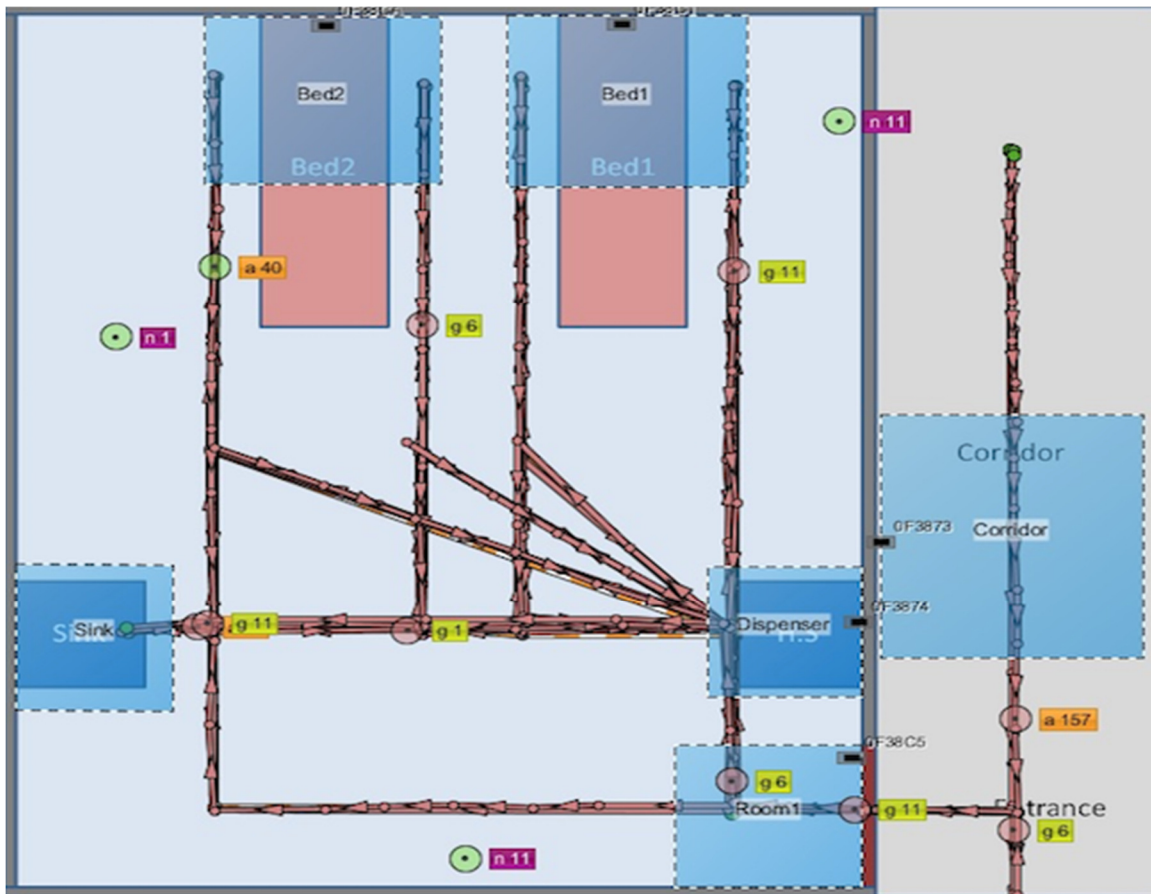 Bed2
Bed1
n 11
Bed2
Bed1
a 40
g 11
g 6
n 1
Corridor
0F3873
Corridor
0F3874
Sink
g 11
g 1
Dispenser
H.S
a 157
0F38C5
g 6
Room1
g 11
Entrance
g 6
n 11